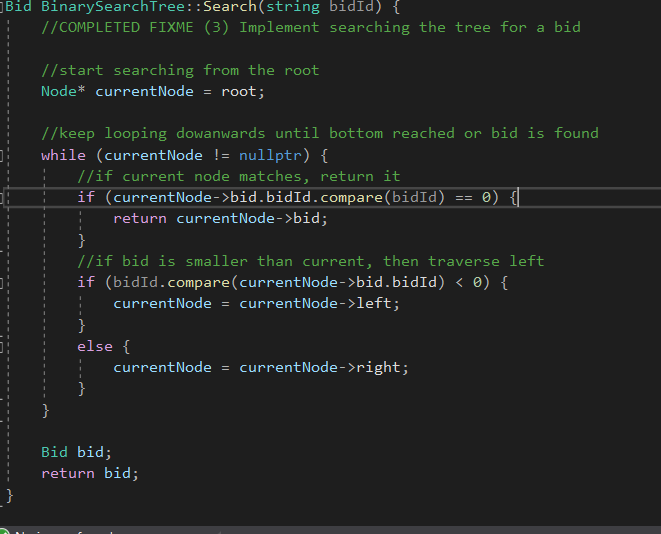 Bid BinarySearchTree::Search(string bidId) {
//COMPLETED FIXME (3) Implement searching the tree for a bid
//start searching from the root
Node* currentNode = root;
//keep looping dowanwards until bottom reached or bid is found
while (currentNode != nullptr) {
//if current node matches, return it
if (currentNode->bid.bidId.compare(bidId) == 0) {
return currentNode->bid;
}
//if bid is smaller than current, then traverse left
if (bidId.compare(currentNode->bid.bidId) < 0) {
currentNode = currentNode->left;
}
else {
currentNode = currentNode->right;
}
}
Bid bid;
return bid;
}